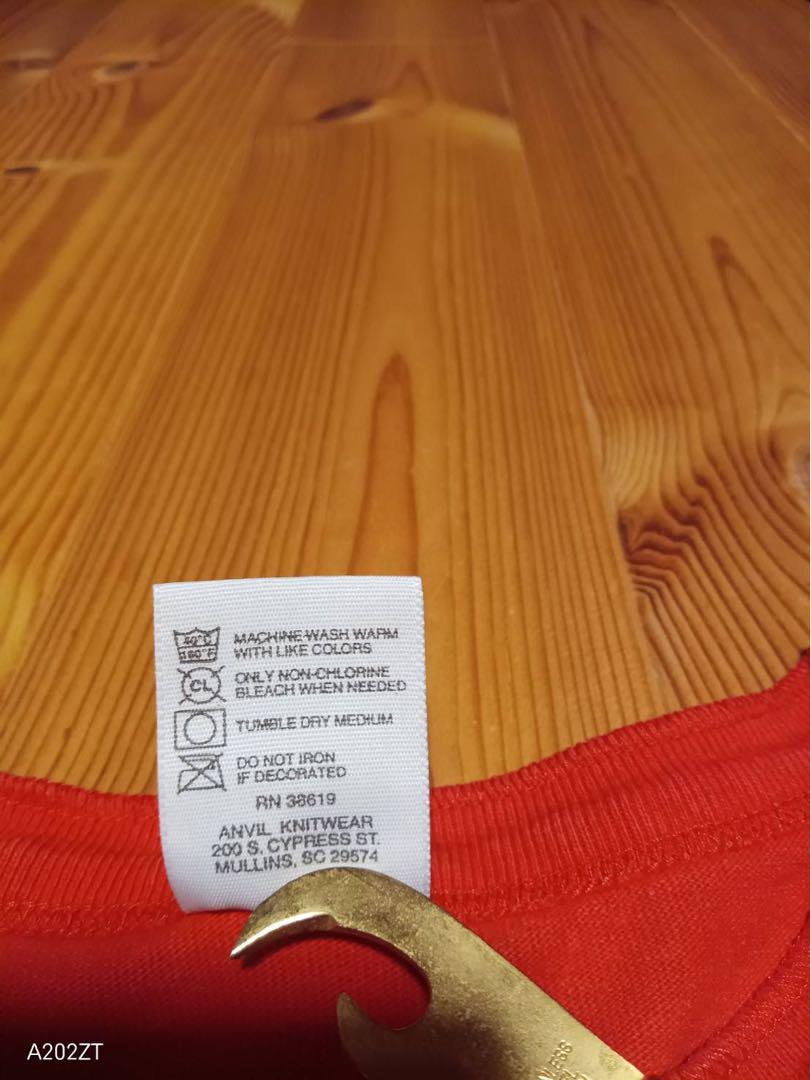 40°C
MACHINE WASH WARM
WITH LIKE COLORS
CL
ONLY NON-CHLORINE
BLEACH WHEN NEEDED
TUMBLE DRY MEDIUM
DO NOT IRON
IF DECORATED
RN 38619
ANVIL KNITWEAR
200 S. CYPRESS ST.
MULLINS, SC 29574
A202ZT